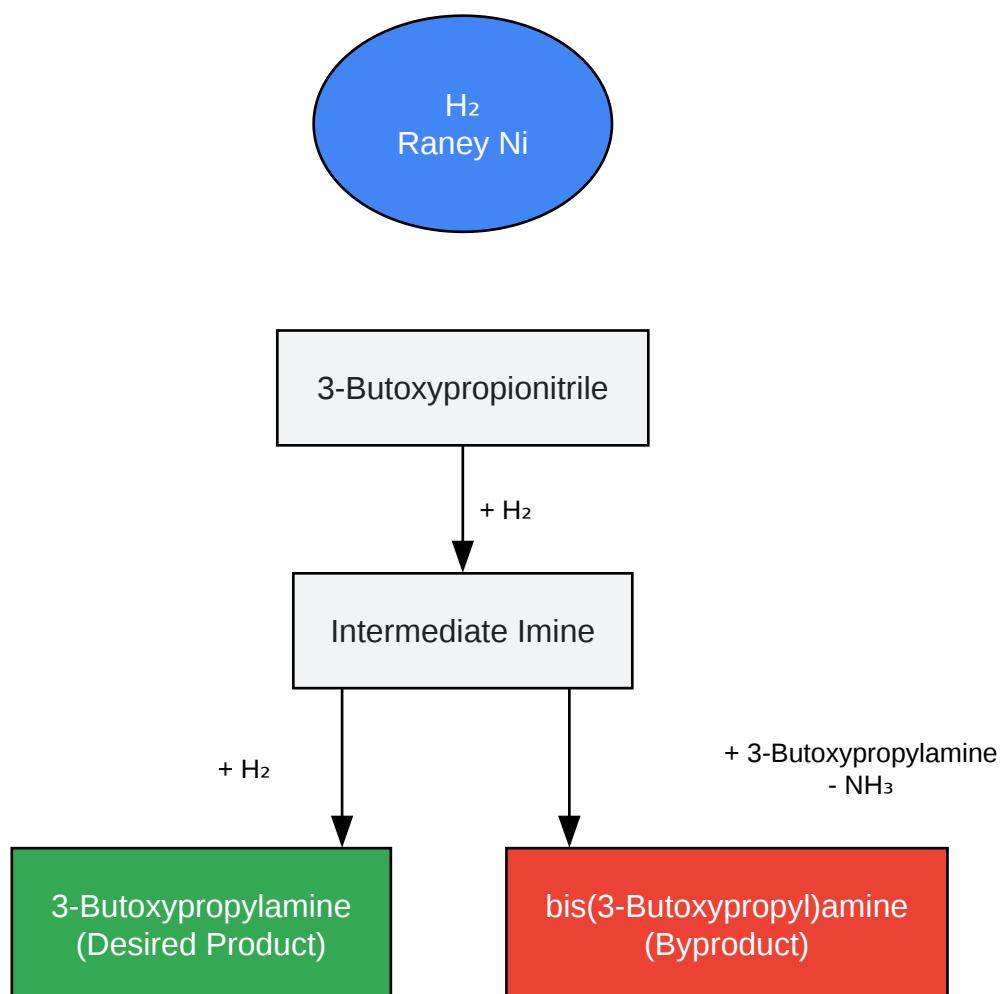 H₂
Raney Ni
3-Butoxypropionitrile
+ H₂
Intermediate Imine
+ H₂
+ 3-Butoxypropylamine
- NH₃
3-Butoxypropylamine
(Desired Product)
bis(3-Butoxypropyl)amine
(Byproduct)